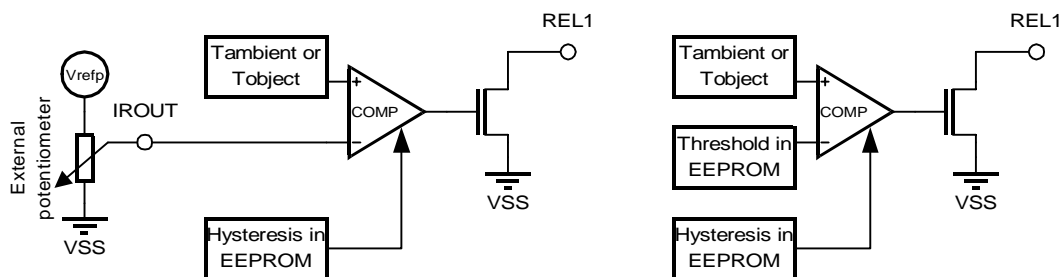 REL1
Tambient or
Tobject
Vrefp
+
COMP
IROUT
−
External
potentiometer
VSS
VSS
Hysteresis in
EEPROM
REL1
Tambient or
Tobject
+
COMP
−
Threshold in
EEPROM
VSS
Hysteresis in
EEPROM